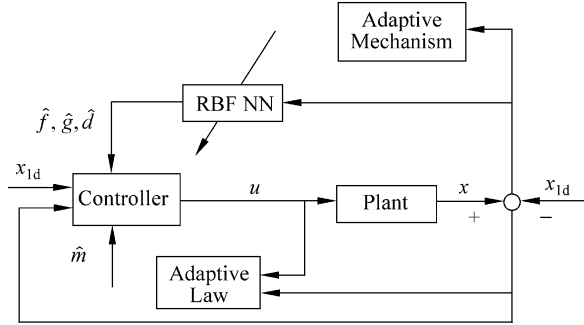 Adaptive
Mechanism
RBF NN
f̂, ĝ, d̂
x₁d
Controller
u
Plant
x
+
−
x₁d
m̂
Adaptive
Law